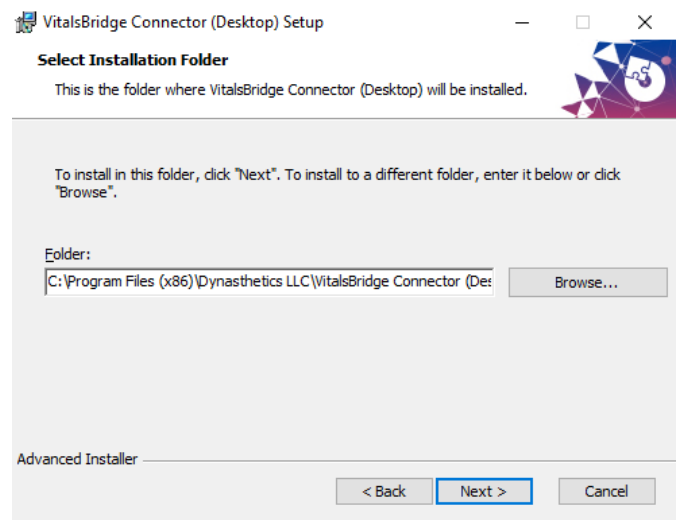 VitalsBridge Connector (Desktop) Setup
Select Installation Folder
This is the folder where VitalsBridge Connector (Desktop) will be installed.
To install in this folder, click "Next". To install to a different folder, enter it below or click
"Browse".
Folder:
C:\Program Files (x86)\Dynasthetics LLC\VitalsBridge Connector (Des
Browse...
Advanced Installer
< Back
Next >
Cancel